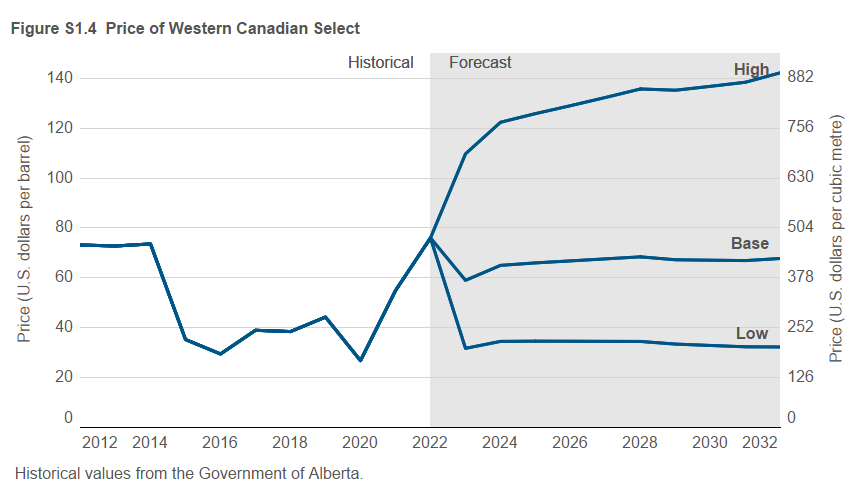 Figure S1.4  Price of Western Canadian Select
Historical
Forecast
Price (U.S. dollars per barrel)
140
120
100
80
60
40
20
0
High
Base
Low
882
756
630
504
378
252
126
0
Price (U.S. dollars per cubic metre)
2012 2014 2016 2018 2020 2022 2024 2026 2028 2030 2032
Historical values from the Government of Alberta.